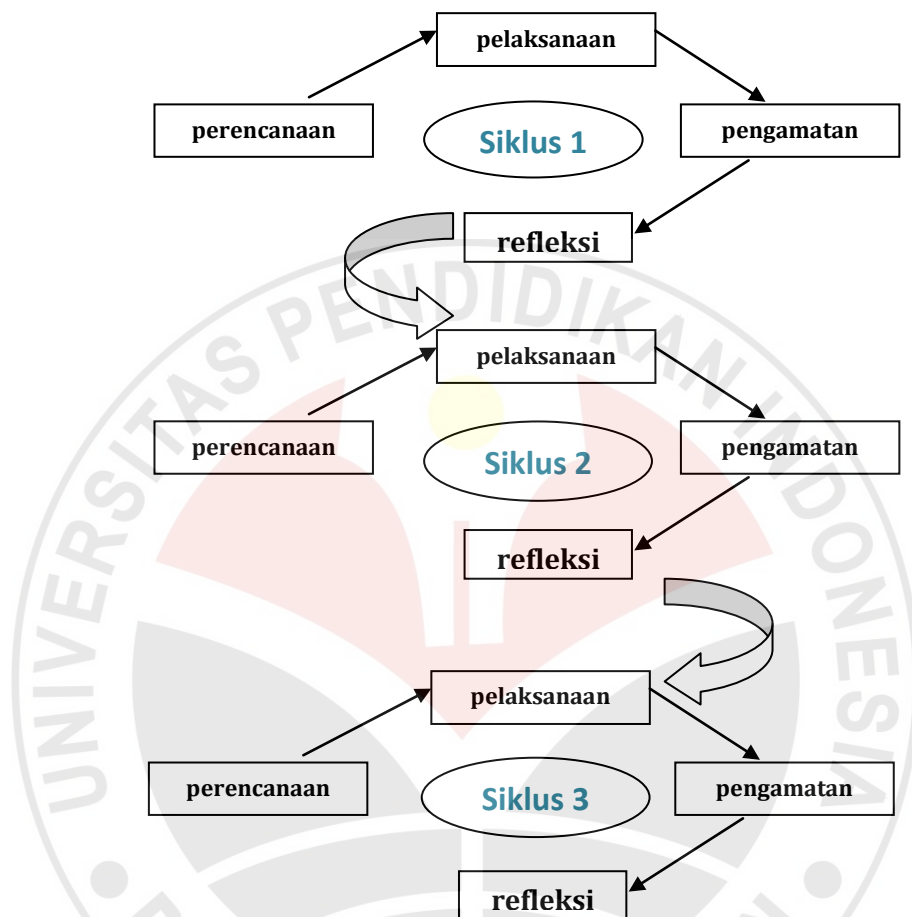 pelaksanaan
perencanaan
Siklus 1
pengamatan
refleksi
pelaksanaan
perencanaan
Siklus 2
pengamatan
refleksi
pelaksanaan
perencanaan
Siklus 3
pengamatan
refleksi
UNIVERSITAS PENDIDIKAN INDONESIA